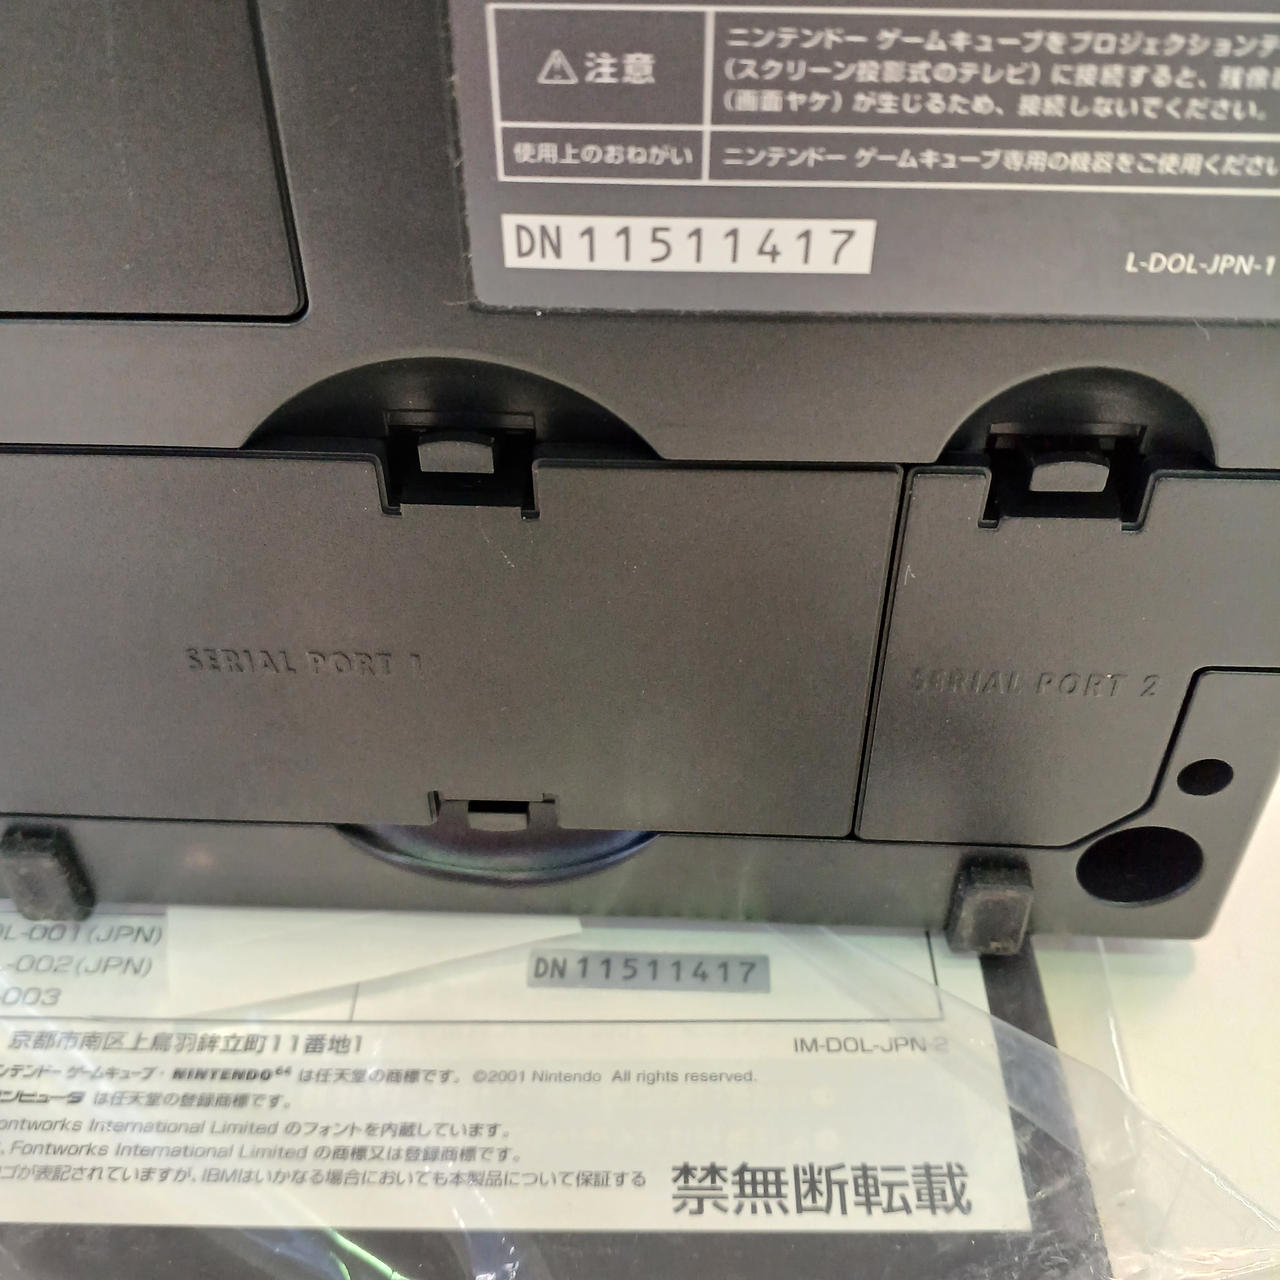 注意
ニンテンドー ゲームキューブをプロジェクションテ
(スクリーン投影式のテレビ)に接続すると、残像
(画面ヤケ)が生じるため、接続しないでください。
使用上のおねがい
ニンテンドー ゲームキューブ専用の機器をご使用くださ
DN 11511417
L-DOL-JPN-1
SERIAL PORT 1
SERIAL PORT 2
OL-001(JPN)
-002(JPN)
-003
DN 11511417
京都市南区上鳥羽鉾立町11番地1
IM-DOL-JPN-2
ンテンドー ゲームキューブ・NINTENDO64 は任天堂の商標です。©2001 Nintendo All rights reserved.
コンピュータ は任天堂の登録商標です。
Fontworks International Limited のフォントを内蔵しています。
, Fontworks International Limited の商標又は登録商標です。
ゴが表記されていますが、IBMはいかなる場合においても本製品について保証する
禁無断転載